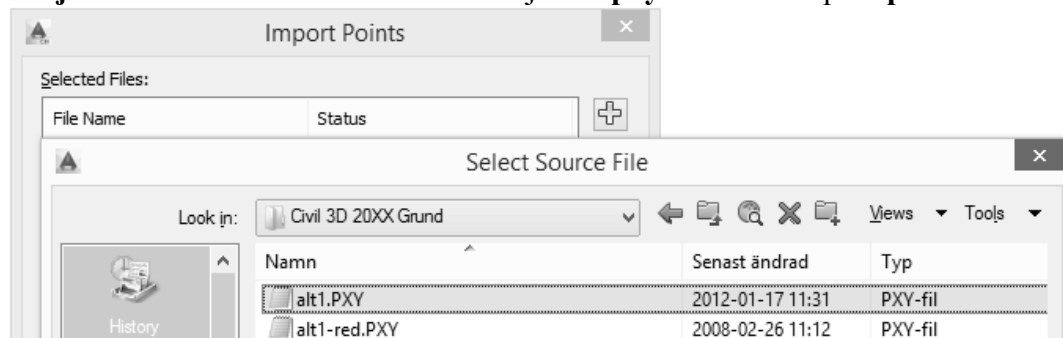 Import Points
Selected Files:
File Name Status
Select Source File
Look in: Civil 3D 20XX Grund Views Tools
Namn Senast ändrad Typ
alt1.PXY 2012-01-17 11:31 PXY-fil
History alt1-red.PXY 2008-02-26 11:12 PXY-fil